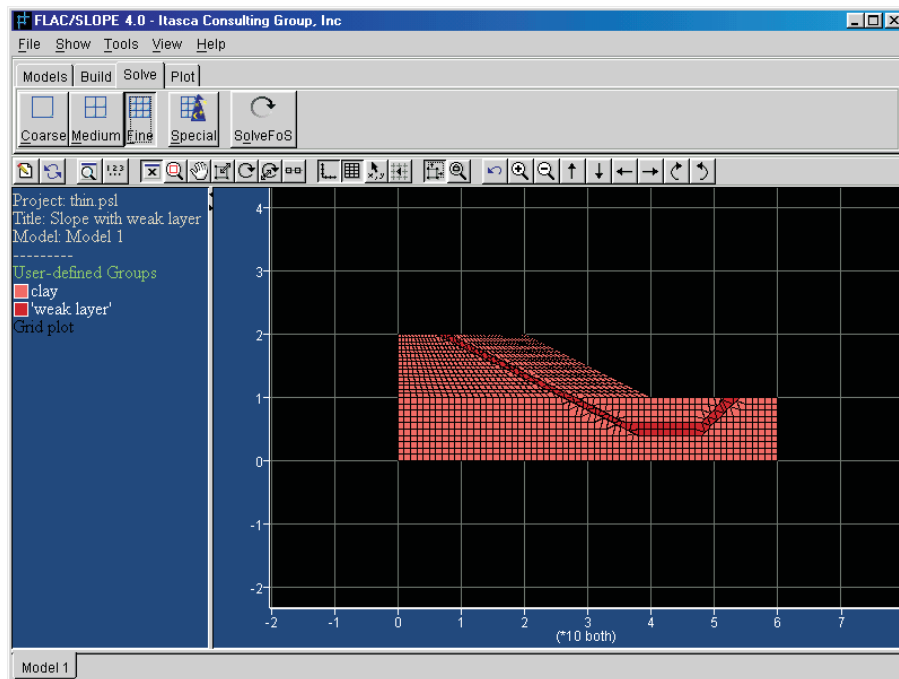 FLAC/SLOPE 4.0 - Itasca Consulting Group, Inc
File Show Tools View Help
Models Build Solve Plot
Coarse Medium Fine Special SolveFoS
Project: thin.psl
Title: Slope with weak layer
Model: Model 1
---------
User-defined Groups
clay
'weak layer'
Grid plot
4
3
2
1
0
-1
-2
-2 -1 0 1 2 3 4 5 6 7
(*10 both)
Model 1